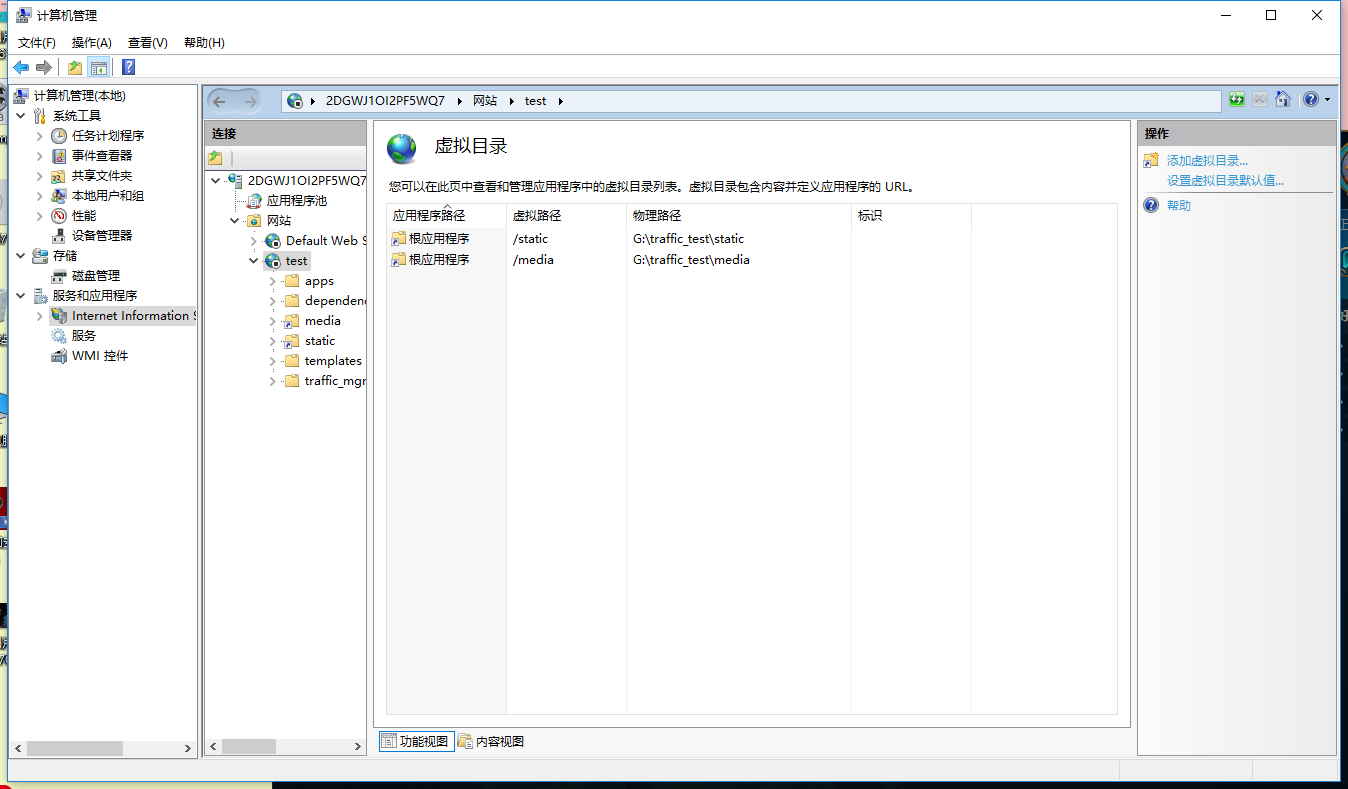 计算机管理
文件(F) 操作(A) 查看(V) 帮助(H)
计算机管理(本地)
系统工具
任务计划程序
事件查看器
共享文件夹
本地用户和组
性能
设备管理器
存储
磁盘管理
服务和应用程序
Internet Information
服务
WMI 控件
2DGWJ1OI2PF5WQ7 网站 test
连接
2DGWJ1OI2PF5WQ7
应用程序池
网站
Default Web
test
apps
media
static
templates
虚拟目录
您可以在此页中查看和管理应用程序中的虚拟目录列表。虚拟目录包含内容并定义应用程序的 URL。
应用程序路径 虚拟路径 物理路径 标识
根应用程序 /static G:\traffic_test\static
根应用程序 /media G:\traffic_test\media
功能视图 内容视图
操作
添加虚拟目录...
设置虚拟目录默认值...
帮助